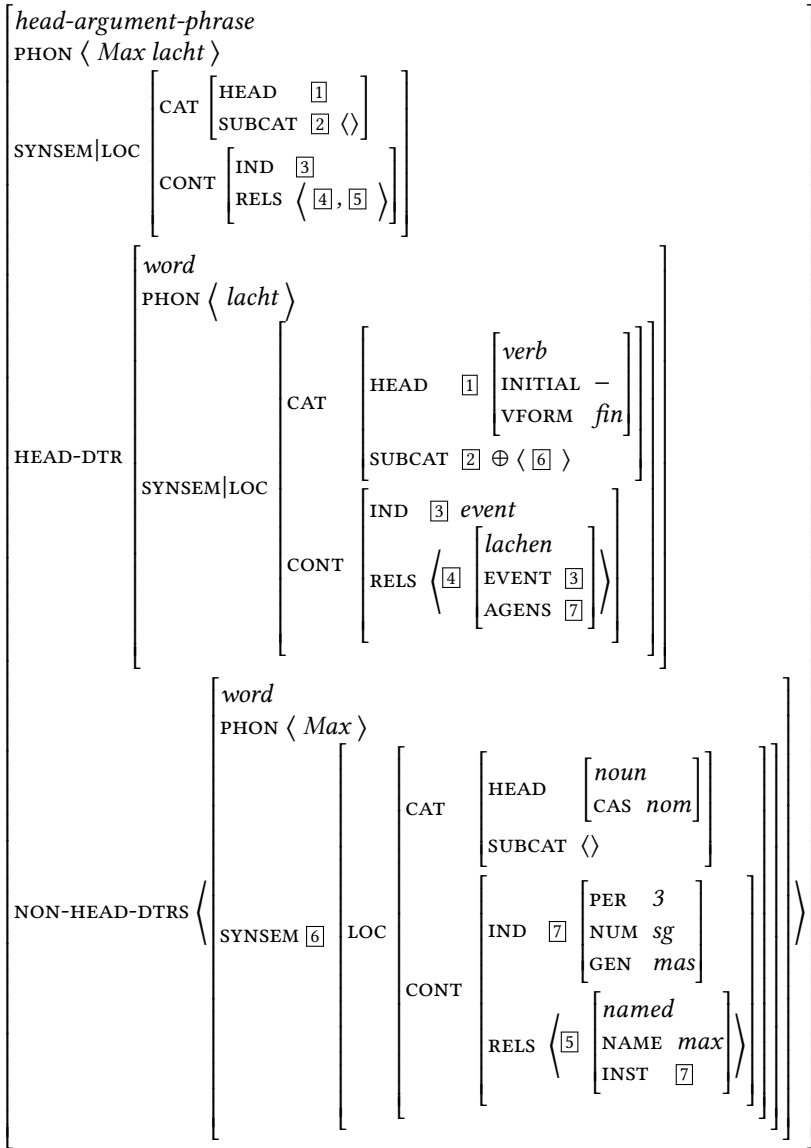 head-argument-phrase
PHON ⟨ Max lacht ⟩
SYNSEM|LOC
CAT
HEAD 1
SUBCAT 2 ⟨⟩
CONT
IND 3
RELS ⟨ 4 , 5 ⟩
HEAD-DTR
word
PHON ⟨ lacht ⟩
SYNSEM|LOC
CAT
HEAD 1
verb
INITIAL −
VFORM fin
SUBCAT 2 ⊕ ⟨ 6 ⟩
CONT
IND 3 event
RELS ⟨ 4
lachen
EVENT 3
AGENS 7
⟩
NON-HEAD-DTRS ⟨
word
PHON ⟨ Max ⟩
SYNSEM 6
LOC
CAT
HEAD
noun
CAS nom
SUBCAT ⟨⟩
CONT
IND 7
PER 3
NUM sg
GEN mas
RELS ⟨ 5
named
NAME max
INST 7
⟩
⟩